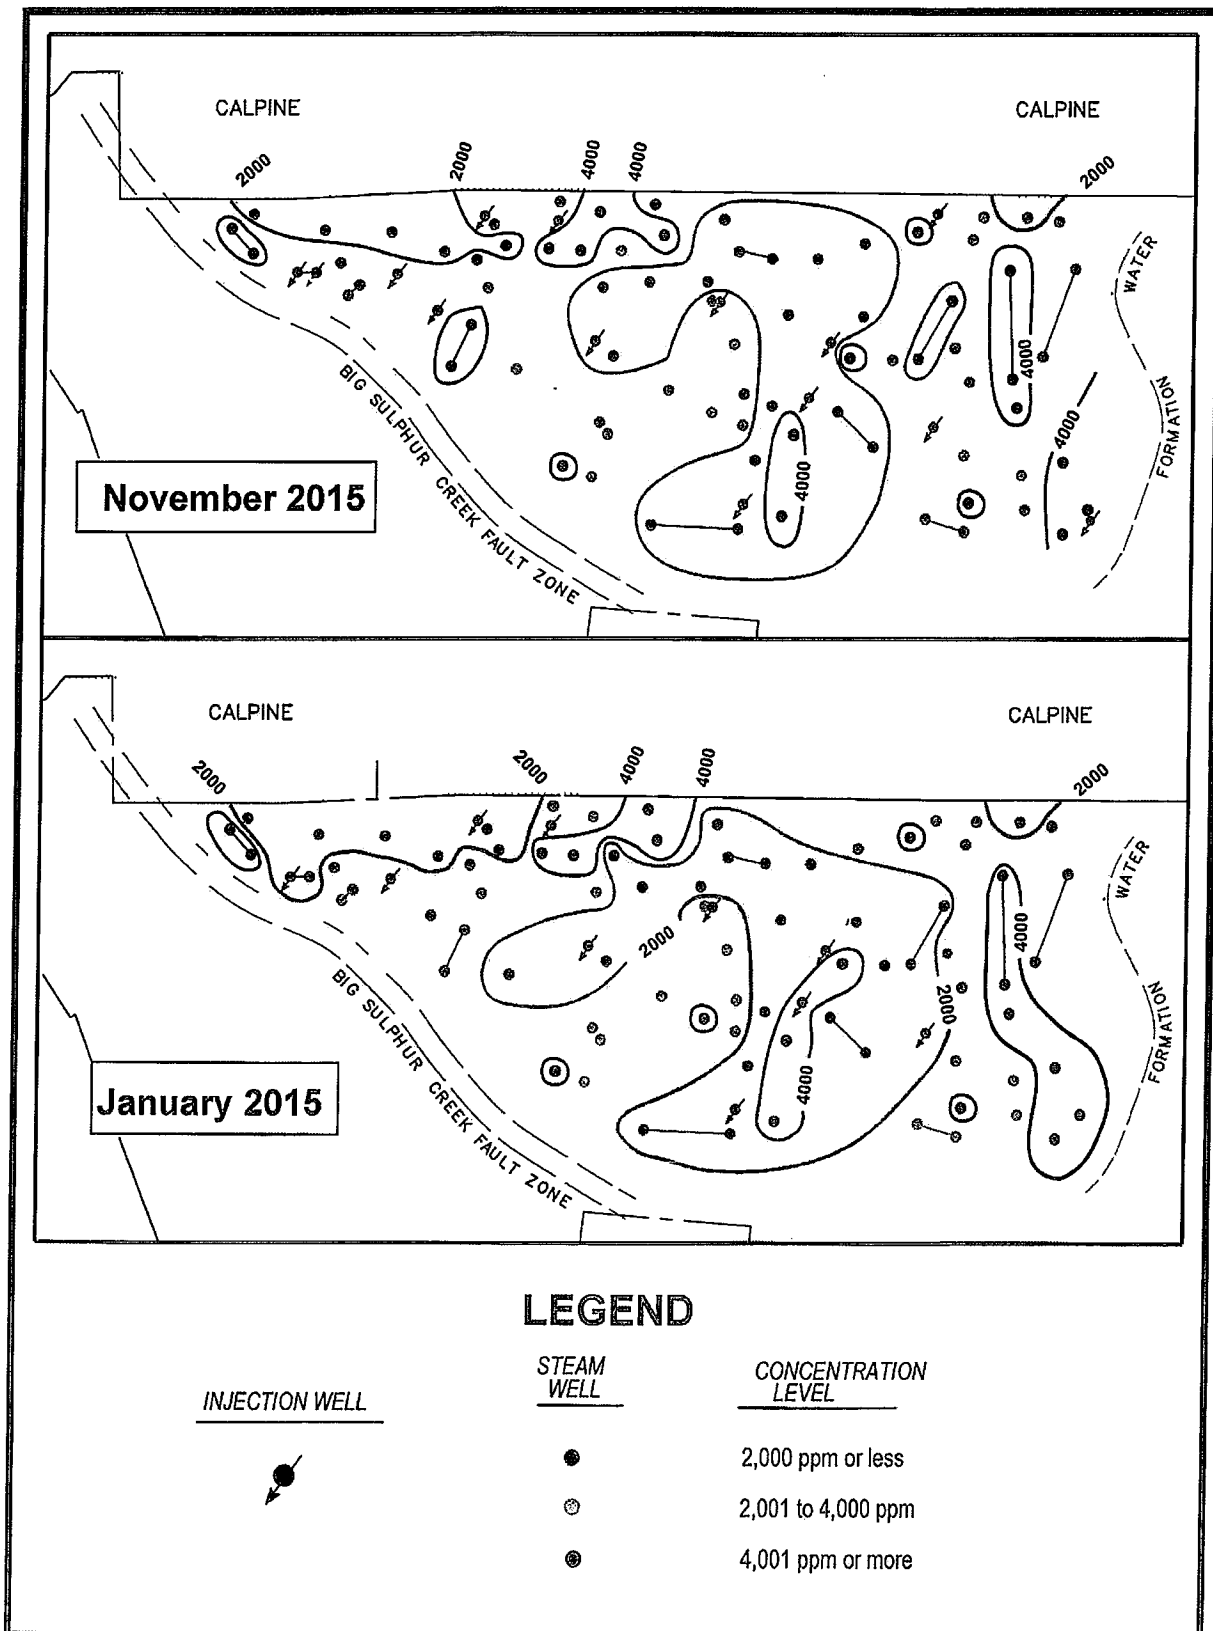 CALPINE
CALPINE
2000
2000
4000
4000
2000
WATER
FORMATION
4000
4000
4000
BIG SULPHUR CREEK FAULT ZONE
November 2015
CALPINE
CALPINE
2000
2000
4000
4000
2000
WATER
FORMATION
2000
2000
4000
4000
BIG SULPHUR CREEK FAULT ZONE
January 2015
LEGEND
INJECTION WELL
STEAM
WELL
CONCENTRATION
LEVEL
2,000 ppm or less
2,001 to 4,000 ppm
4,001 ppm or more